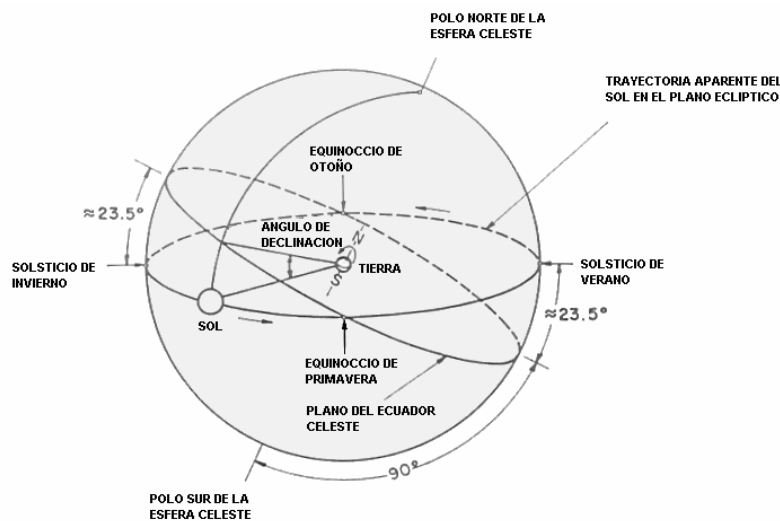 POLO NORTE DE LA
ESFERA CELESTE
TRAYECTORIA APARENTE DEL
SOL EN EL PLANO ECLIPTICO
EQUINOCCIO DE
OTOÑO
≈23.5°
ANGULO DE
DECLINACION
N
TIERRA
S
SOLSTICIO DE
INVIERNO
SOLSTICIO DE
VERANO
SOL
≈23.5°
EQUINOCCIO DE
PRIMAVERA
PLANO DEL ECUADOR
CELESTE
90º
POLO SUR DE LA
ESFERA CELESTE